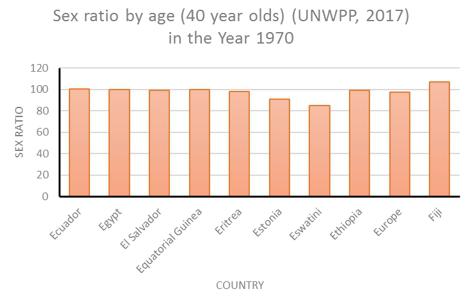 Sex ratio by age (40 year olds) (UNWPP, 2017)
in the Year 1970
120
100
80
60
40
20
0
SEX RATIO
Ecuador
Egypt
El Salvador
Equatorial Guinea
Eritrea
Estonia
Eswatini
Ethiopia
Europe
Fiji
COUNTRY